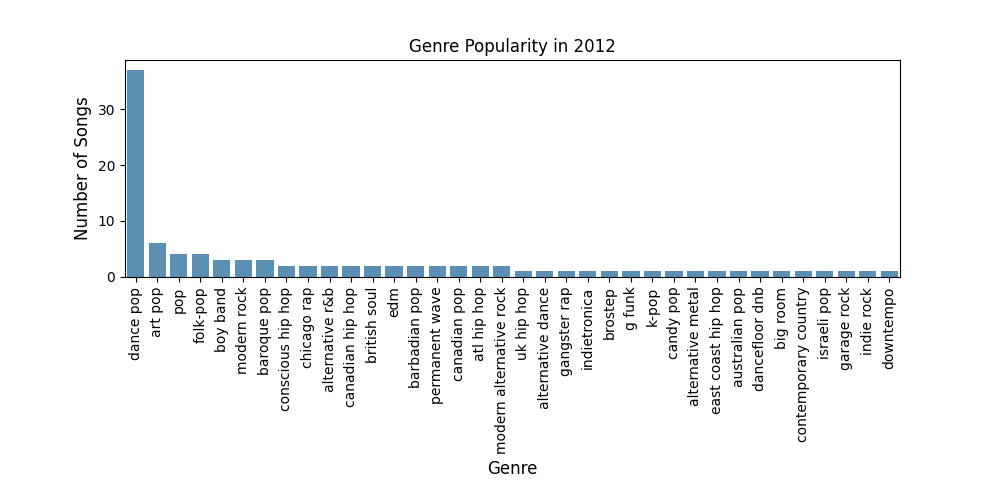 Genre Popularity in 2012
Number of Songs
30
20
10
0
dance pop
art pop
pop
folk-pop
boy band
modern rock
baroque pop
conscious hip hop
chicago rap
alternative r&b
canadian hip hop
british soul
edm
barbadian pop
permanent wave
canadian pop
atl hip hop
modern alternative rock
uk hip hop
alternative dance
gangster rap
indietronica
brostep
g funk
k-pop
candy pop
alternative metal
east coast hip hop
australian pop
dancefloor dnb
big room
contemporary country
israeli pop
garage rock
indie rock
downtempo
Genre